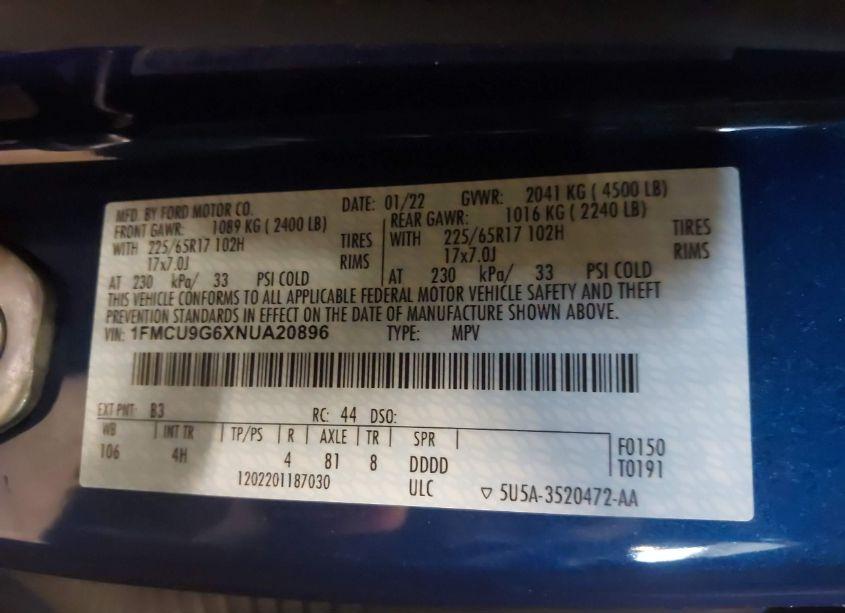 MFD. BY FORD MOTOR CO. DATE: 01/22 GVWR: 2041 KG ( 4500 LB)
FRONT GAWR: 1089 KG ( 2400 LB) REAR GAWR: 1016 KG ( 2240 LB)
WITH 225/65R17 102H TIRES WITH 225/65R17 102H TIRES
17x7.0J RIMS 17x7.0J RIMS
AT 230 kPa/ 33 PSI COLD AT 230 kPa/ 33 PSI COLD
THIS VEHICLE CONFORMS TO ALL APPLICABLE FEDERAL MOTOR VEHICLE SAFETY AND THEFT
PREVENTION STANDARDS IN EFFECT ON THE DATE OF MANUFACTURE SHOWN ABOVE.
VIN: 1FMCU9G6XNUA20896 TYPE: MPV
EXT PNT: B3 RC: 44 DSO:
WB INT TR TP/PS R AXLE TR SPR F0150
106 4H 4 81 8 DDDD T0191
1202201187030 ULC ▽ 5U5A-3520472-AA